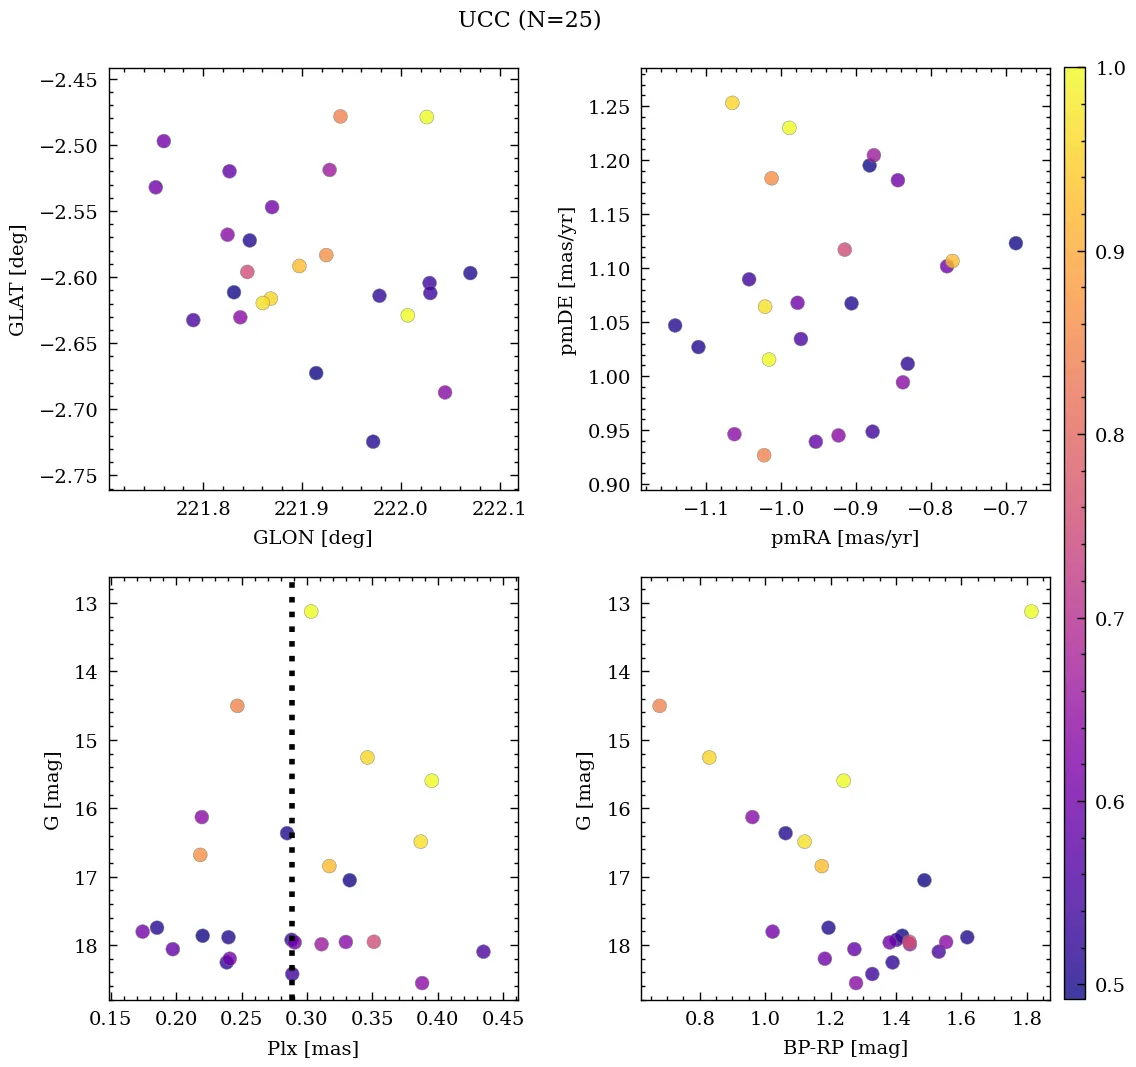 UCC (N=25)
−2.45
−2.50
−2.55
−2.60
−2.65
−2.70
−2.75
GLAT [deg]
221.8 221.9 222.0 222.1
GLON [deg]
1.25
1.20
1.15
1.10
1.05
1.00
0.95
0.90
pmDE [mas/yr]
−1.1 −1.0 −0.9 −0.8 −0.7
pmRA [mas/yr]
13
14
15
16
17
18
G [mag]
0.15 0.20 0.25 0.30 0.35 0.40 0.45
Plx [mas]
13
14
15
16
17
18
G [mag]
0.8 1.0 1.2 1.4 1.6 1.8
BP-RP [mag]
1.0
0.9
0.8
0.7
0.6
0.5